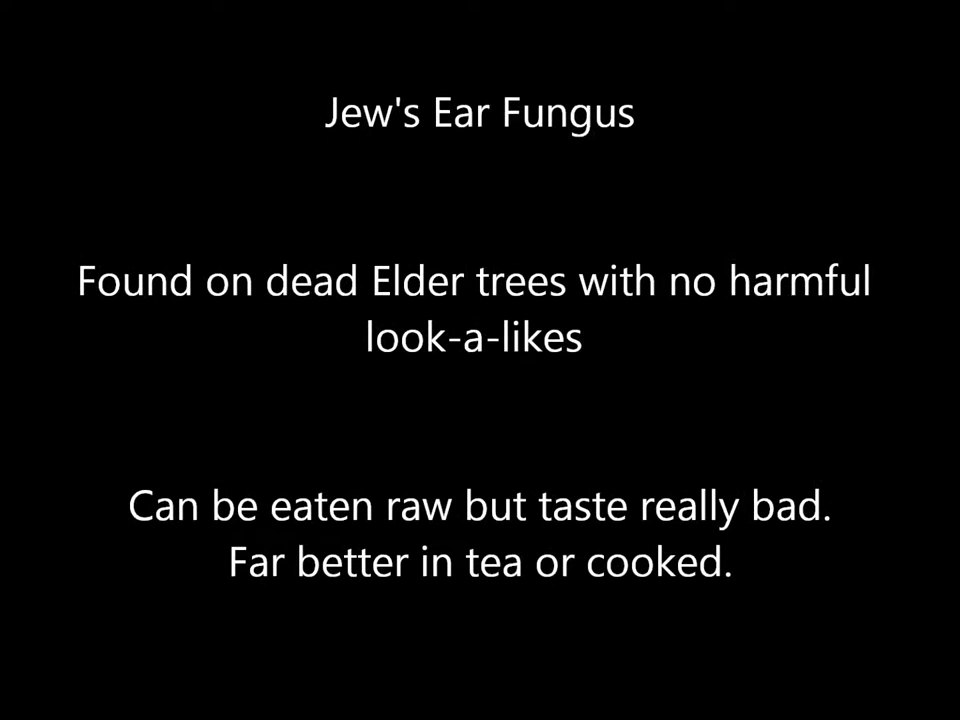 Jew's Ear Fungus
Found on dead Elder trees with no harmful
look-a-likes
Can be eaten raw but taste really bad.
Far better in tea or cooked.